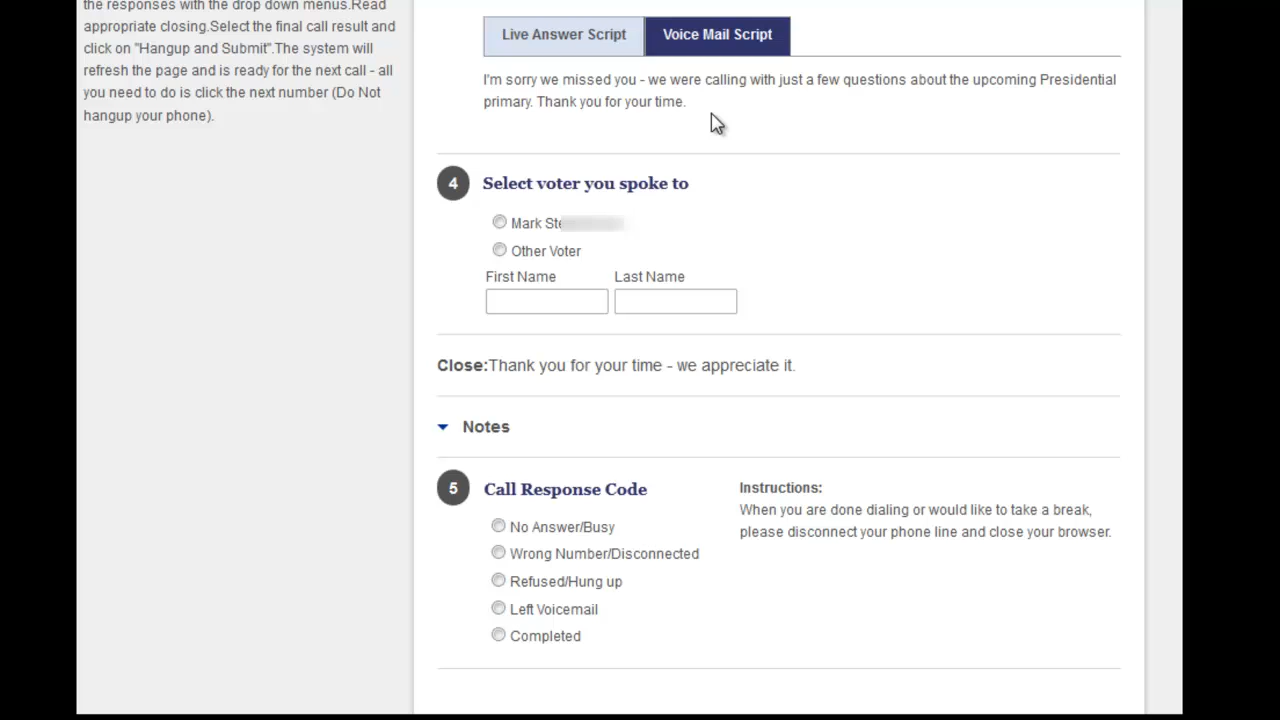 the responses with the drop down menus.Read
appropriate closing.Select the final call result and
click on "Hangup and Submit".The system will
refresh the page and is ready for the next call - all
you need to do is click the next number (Do Not
hangup your phone).
Live Answer Script
Voice Mail Script
I'm sorry we missed you - we were calling with just a few questions about the upcoming Presidential
primary. Thank you for your time.
4
Select voter you spoke to
Mark
Other Voter
First Name
Last Name
Close:Thank you for your time - we appreciate it.
Notes
5
Call Response Code
No Answer/Busy
Wrong Number/Disconnected
Refused/Hung up
Left Voicemail
Completed
Instructions:
When you are done dialing or would like to take a break,
please disconnect your phone line and close your browser.